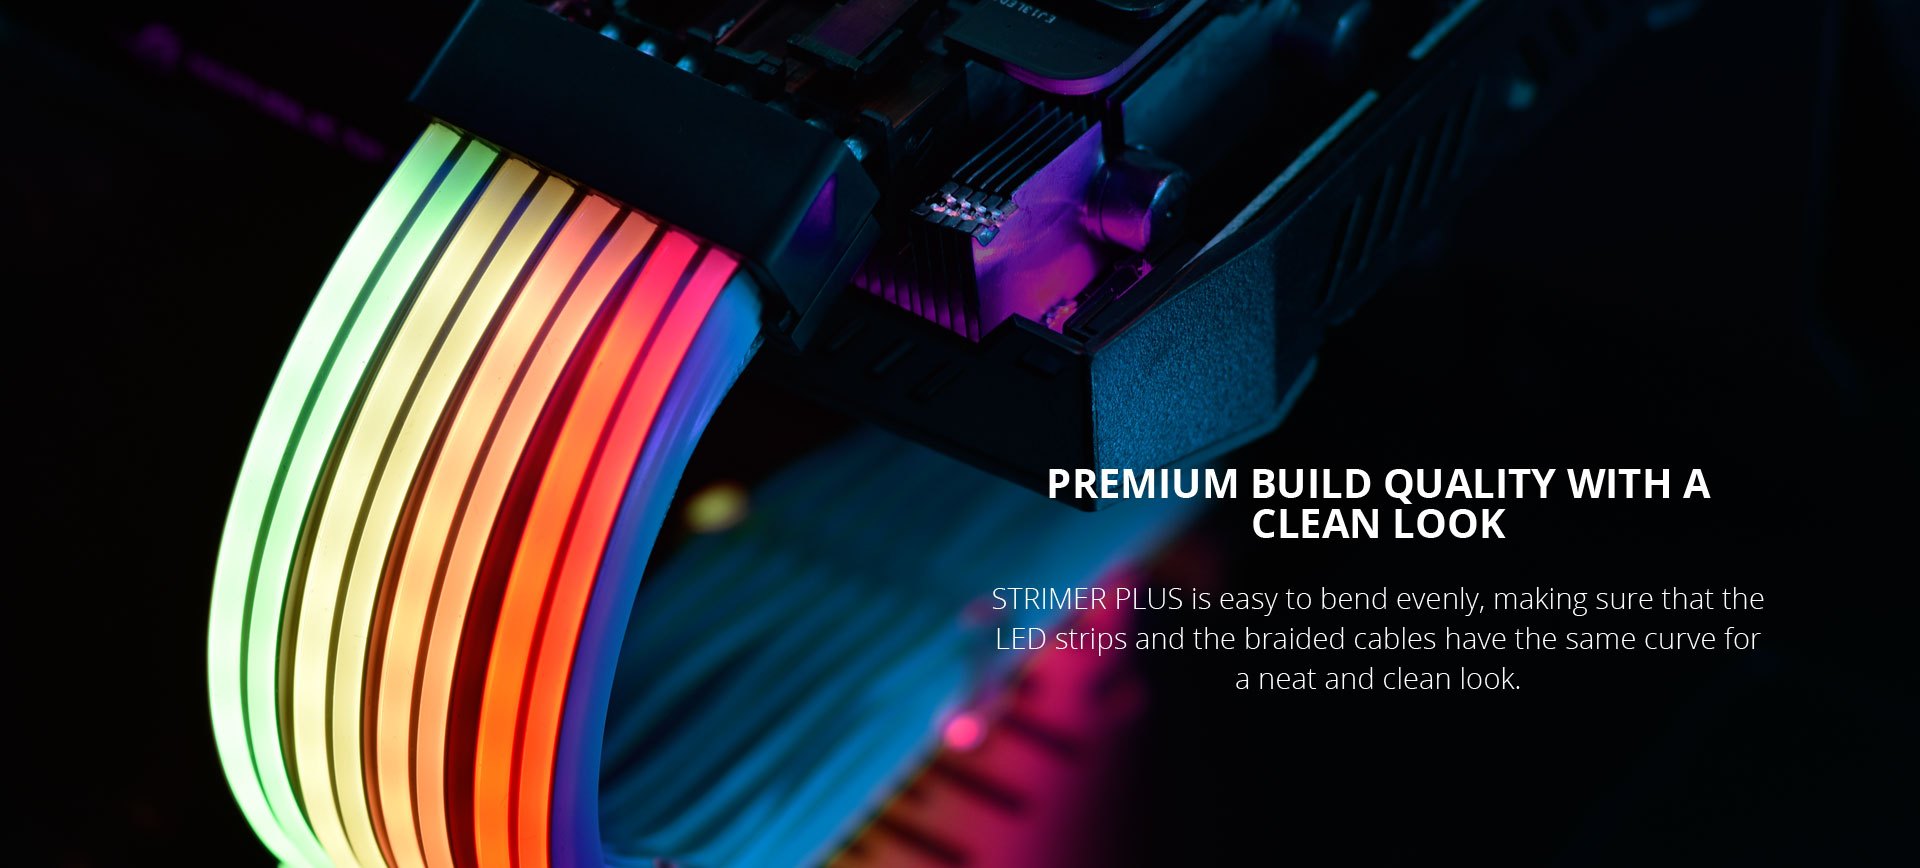 PREMIUM BUILD QUALITY WITH A
CLEAN LOOK
STRIMER PLUS is easy to bend evenly, making sure that the
LED strips and the braided cables have the same curve for
a neat and clean look.